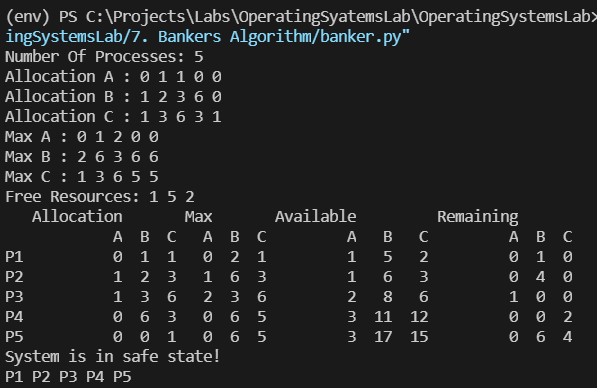 (env) PS C:\Projects\Labs\OperatingSyatemsLab\OperatingSystemsLab>
ingSystemsLab/7. Bankers Algorithm/banker.py"
Number Of Processes: 5
Allocation A : 0 1 1 0 0
Allocation B : 1 2 3 6 0
Allocation C : 1 3 6 3 1
Max A : 0 1 2 0 0
Max B : 2 6 3 6 6
Max C : 1 3 6 5 5
Free Resources: 1 5 2
Allocation Max Available Remaining
A B C A B C A B C A B C
P1 0 1 1 0 2 1 1 5 2 0 1 0
P2 1 2 3 1 6 3 1 6 3 0 4 0
P3 1 3 6 2 3 6 2 8 6 1 0 0
P4 0 6 3 0 6 5 3 11 12 0 0 2
P5 0 0 1 0 6 5 3 17 15 0 6 4
System is in safe state!
P1 P2 P3 P4 P5